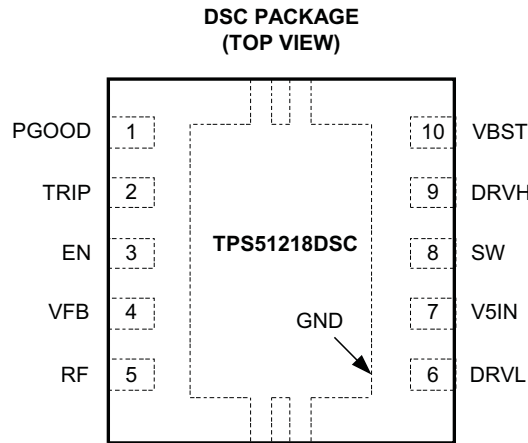 DSC PACKAGE
(TOP VIEW)
PGOOD 1 10 VBST
TRIP 2 9 DRVH
EN 3 TPS51218DSC 8 SW
VFB 4 7 V5IN
GND
RF 5 6 DRVL